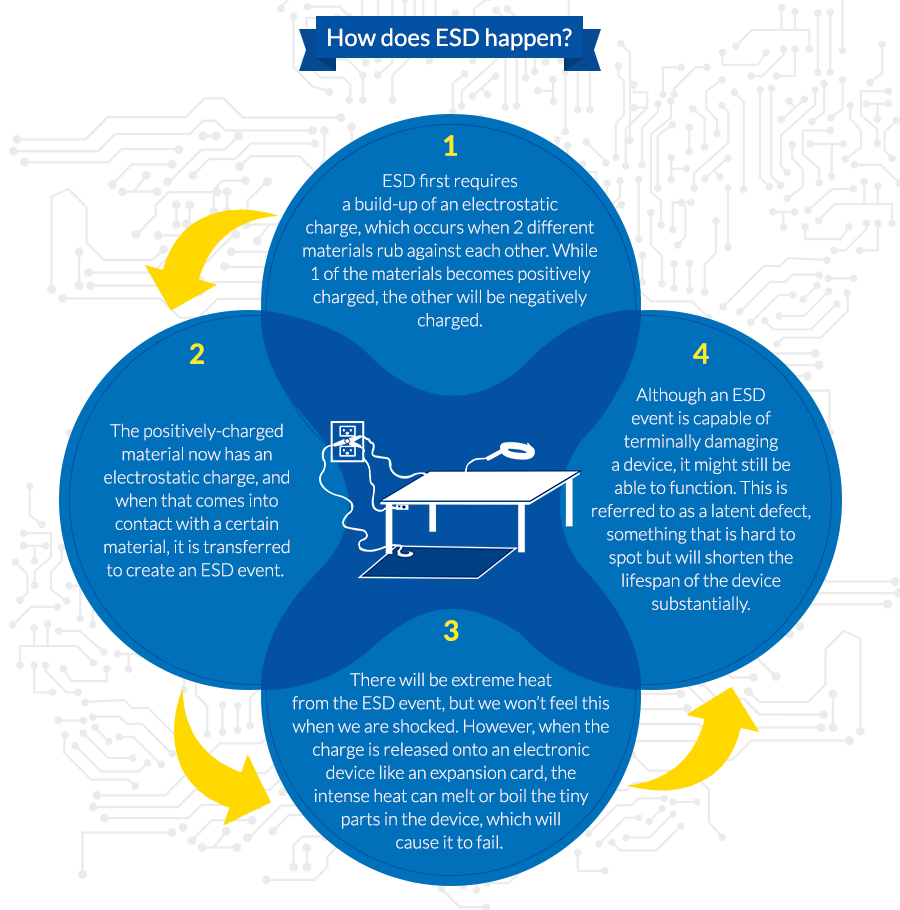 How does ESD happen?
1
ESD first requires
a build-up of an electrostatic
charge, which occurs when 2 different
materials rub against each other. While
1 of the materials becomes positively
charged, the other will be negatively
charged.
2
The positively-charged
material now has an
electrostatic charge, and
when that comes into
contact with a certain
material, it is transferred
to create an ESD event.
3
There will be extreme heat
from the ESD event, but we won't feel this
when we are shocked. However, when the
charge is released onto an electronic
device like an expansion card, the
intense heat can melt or boil the tiny
parts in the device, which will
cause it to fail.
4
Although an ESD
event is capable of
terminally damaging
a device, it might still be
able to function. This is
referred to as a latent defect,
something that is hard to
spot but will shorten the
lifespan of the device
substantially.